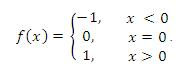 f(x) = { −1, x < 0
0, x = 0 .
1, x > 0